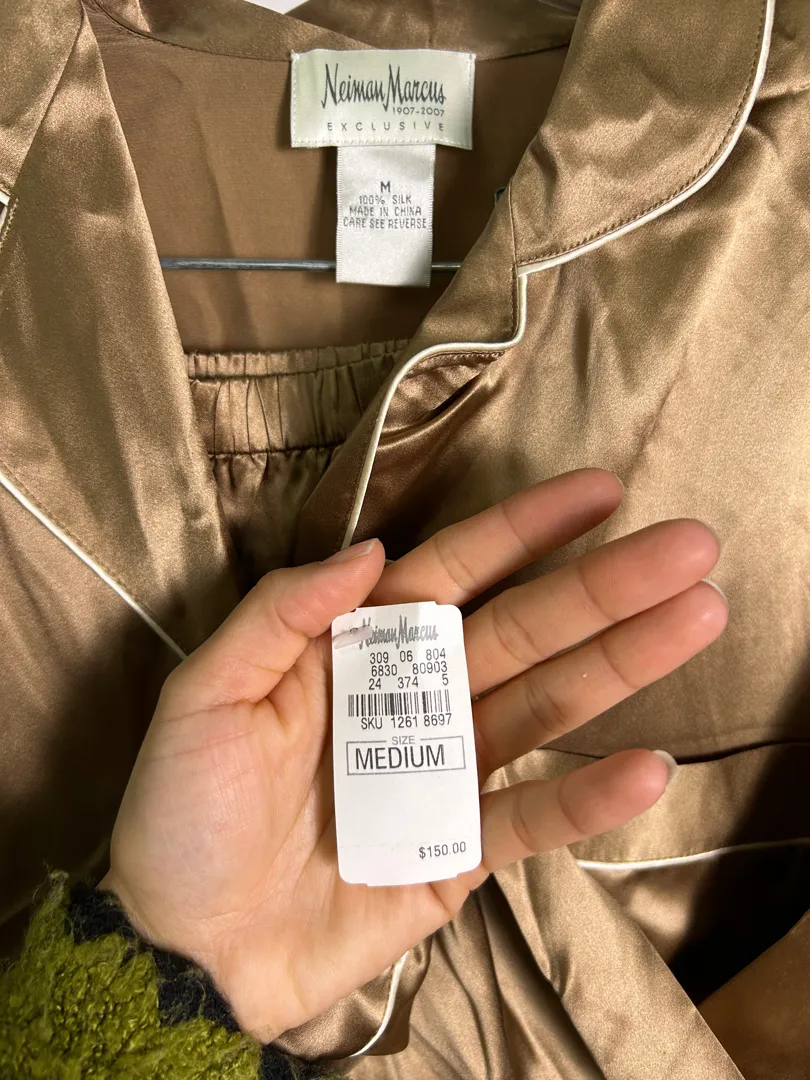 Neiman Marcus
1907-2007
EXCLUSIVE
M
100% SILK
MADE IN CHINA
CARE SEE REVERSE
Neiman Marcus
309 06 804
6830 80903
24 374 5
SKU 1261 8697
SIZE
MEDIUM
$150.00